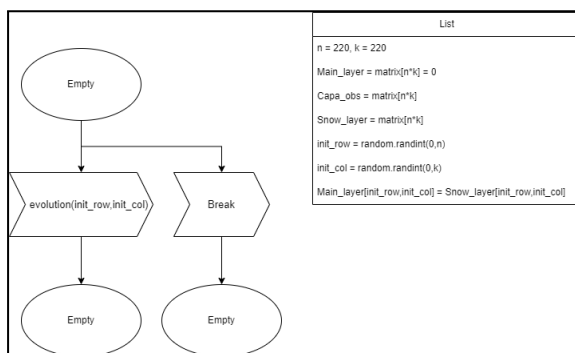 Empty
evolution(init_row,init_col)
Break
Empty
Empty
List
n = 220, k = 220
Main_layer = matrix[n*k] = 0
Capa_obs = matrix[n*k]
Snow_layer = matrix[n*k]
init_row = random.randint(0,n)
init_col = random.randint(0,k)
Main_layer[init_row,init_col] = Snow_layer[init_row,init_col]